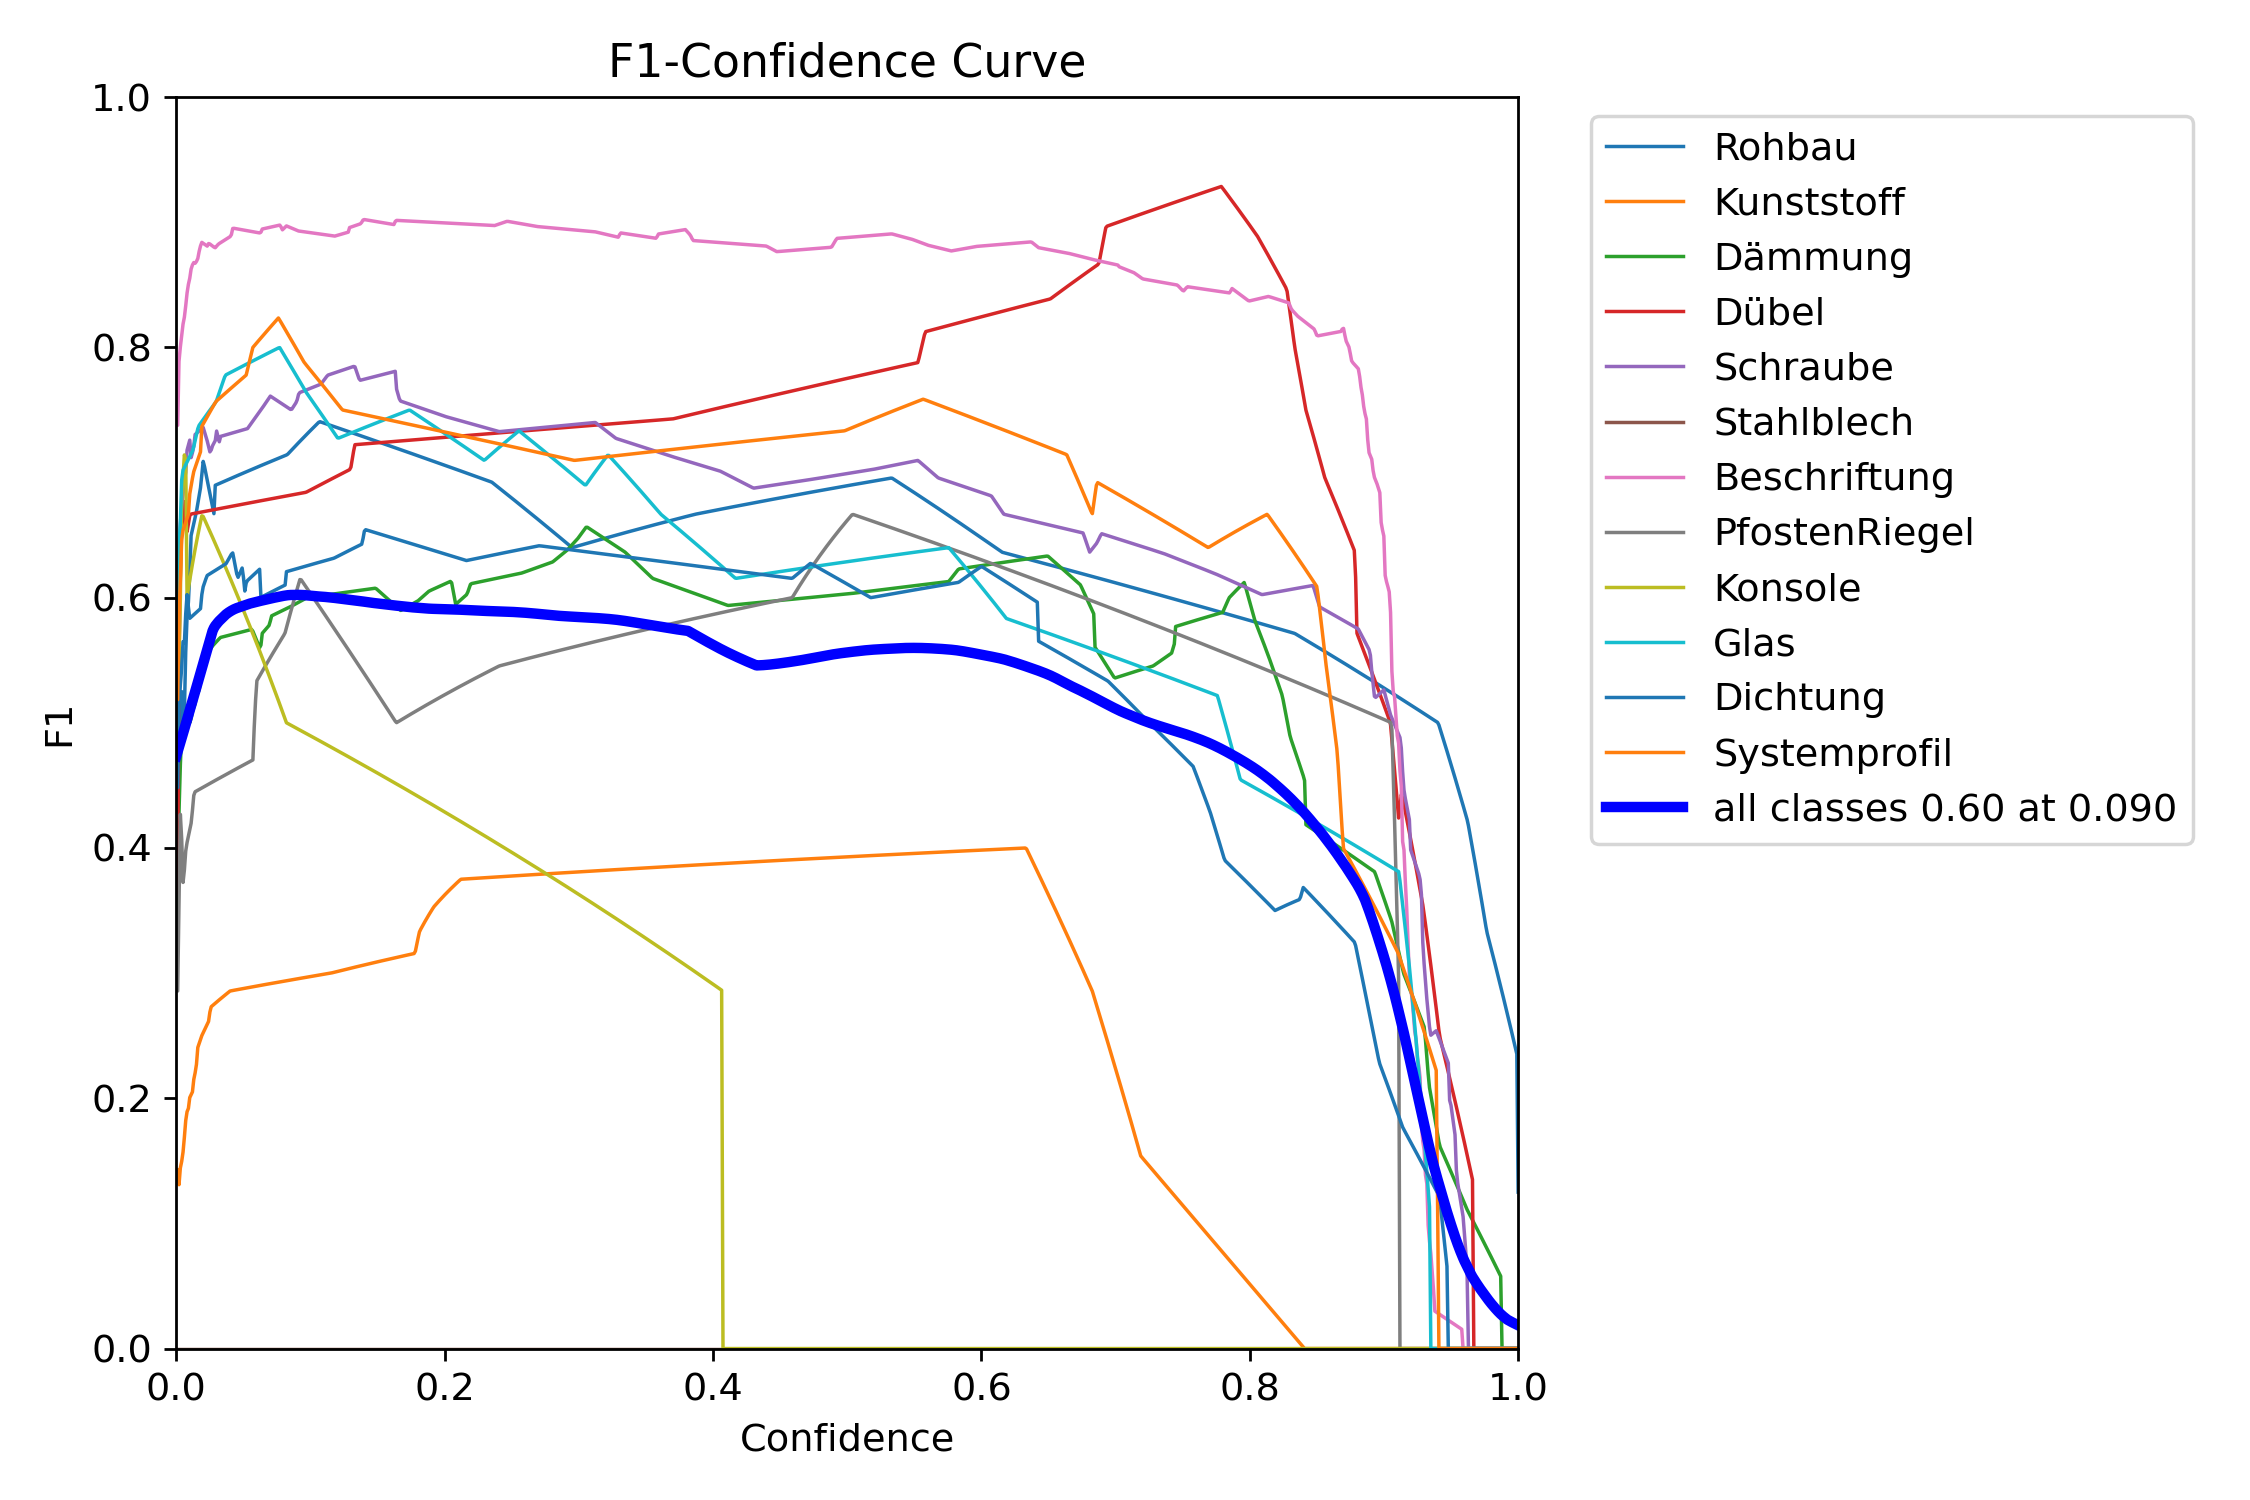 F1-Confidence Curve
1.0
0.8
0.6
0.4
0.2
0.0
F1
0.0 0.2 0.4 0.6 0.8 1.0
Confidence
Rohbau
Kunststoff
Dämmung
Dübel
Schraube
Stahlblech
Beschriftung
PfostenRiegel
Konsole
Glas
Dichtung
Systemprofil
all classes 0.60 at 0.090